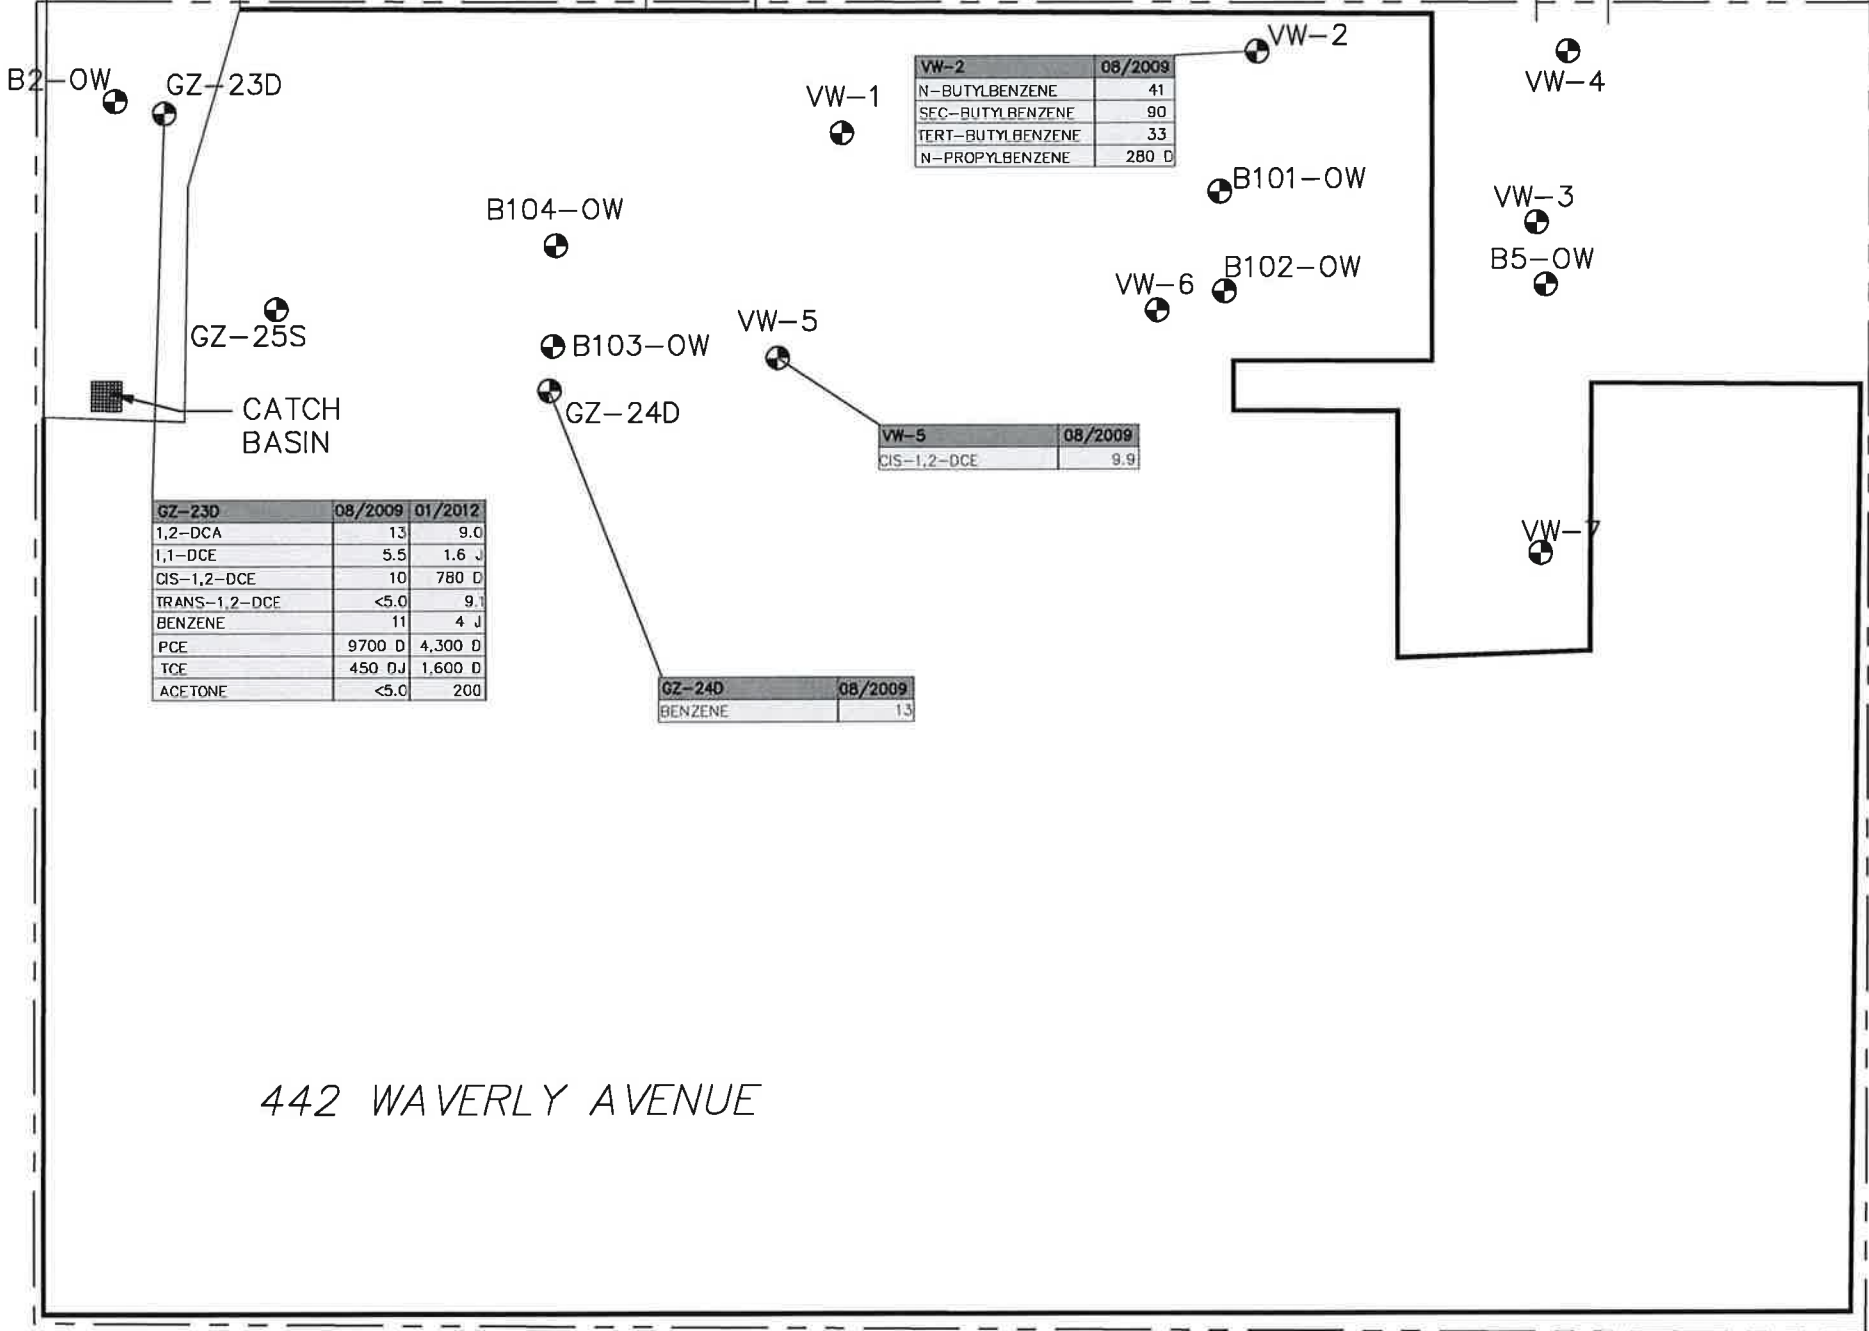 B2-OW
GZ-23D
VW-1
VW-2
VW-4
VW-2 08/2009
N-BUTYLBENZENE 41
SEC-BUTYLBENZENE 90
TERT-BUTYLBENZENE 33
N-PROPYLBENZENE 280 D
B101-OW
VW-3
B104-OW
B5-OW
B102-OW
VW-6
GZ-25S
VW-5
B103-OW
CATCH
BASIN
GZ-24D
VW-5 08/2009
CIS-1,2-DCE 9.9
GZ-23D 08/2009 01/2012
1,2-DCA 13 9.0
1,1-DCE 5.5 1.6 J
CIS-1,2-DCE 10 780 D
TRANS-1,2-DCE <5.0 9.1
BENZENE 11 4 J
PCE 9700 D 4,300 D
TCE 450 DJ 1,600 D
ACETONE <5.0 200
VW-7
GZ-24D 08/2009
BENZENE 13
442 WAVERLY AVENUE